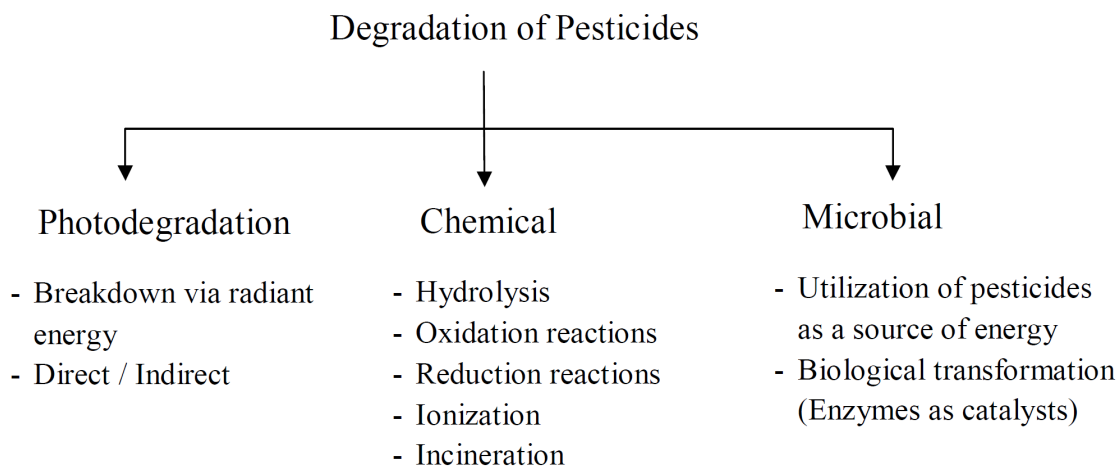 Degradation of Pesticides
Photodegradation
- Breakdown via radiant
energy
- Direct / Indirect
Chemical
- Hydrolysis
- Oxidation reactions
- Reduction reactions
- Ionization
- Incineration
Microbial
- Utilization of pesticides
as a source of energy
- Biological transformation
(Enzymes as catalysts)